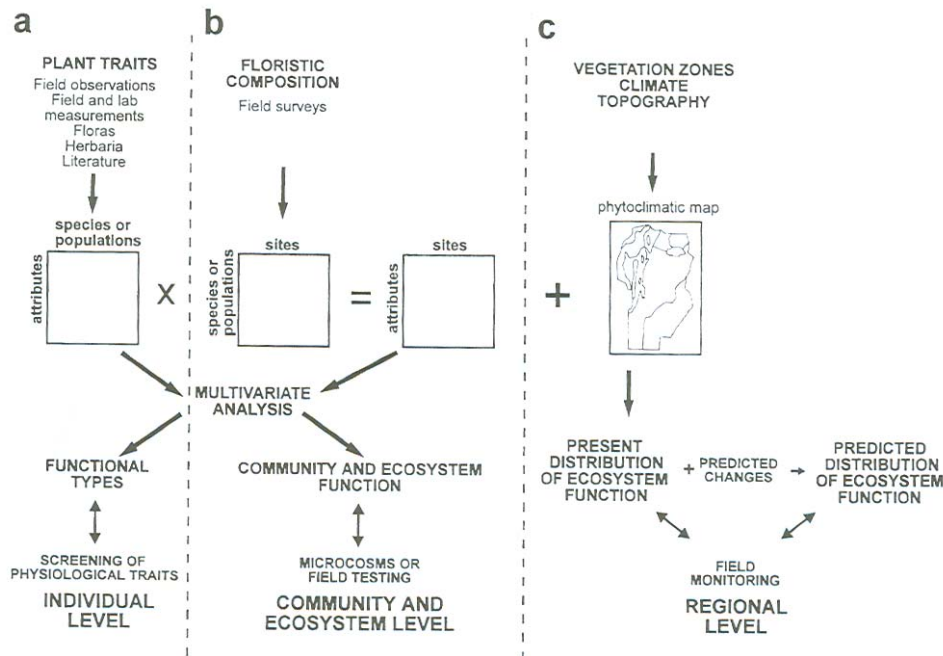 a
PLANT TRAITS
Field observations
Field and lab
measurements
Floras
Herbaria
Literature
species or
populations
attributes
X
b
FLORISTIC
COMPOSITION
Field surveys
sites
species or
populations
=
sites
attributes
MULTIVARIATE
ANALYSIS
FUNCTIONAL
TYPES
SCREENING OF
PHYSIOLOGICAL TRAITS
INDIVIDUAL
LEVEL
COMMUNITY AND ECOSYSTEM
FUNCTION
MICROCOSMS OR
FIELD TESTING
COMMUNITY AND
ECOSYSTEM LEVEL
c
VEGETATION ZONES
CLIMATE
TOPOGRAPHY
phytoclimatic map
+
PRESENT
DISTRIBUTION
OF ECOSYSTEM
FUNCTION
+ PREDICTED
CHANGES
PREDICTED
DISTRIBUTION
OF ECOSYSTEM
FUNCTION
FIELD
MONITORING
REGIONAL
LEVEL